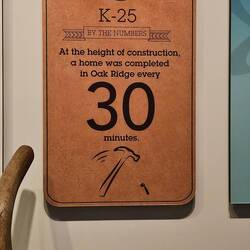 K-25
BY THE NUMBERS
At the height of construction,
a home was completed
in Oak Ridge every
30
minutes.